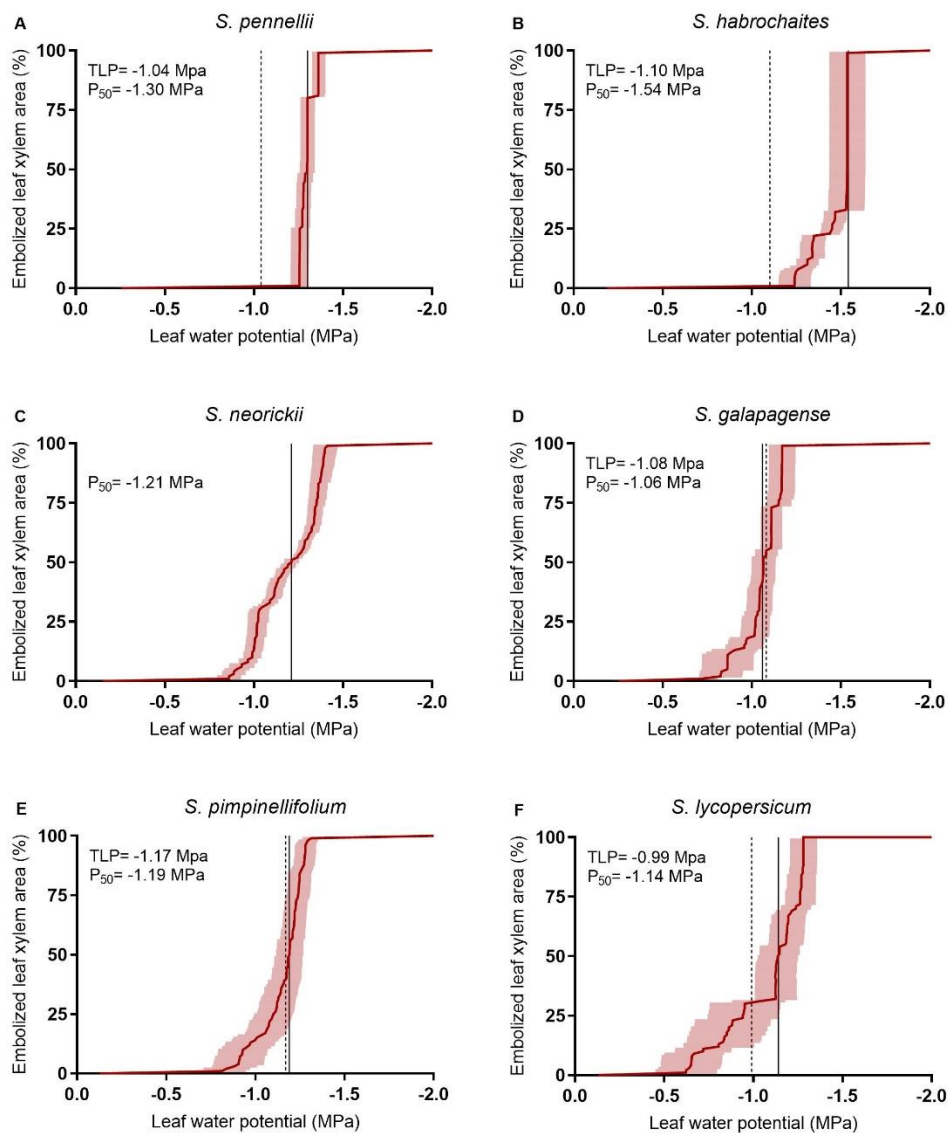 A
S. pennellii
TLP= -1.04 Mpa
P₅₀= -1.30 MPa
Embolized leaf xylem area (%)
100
75
50
25
0
0.0 -0.5 -1.0 -1.5 -2.0
Leaf water potential (MPa)
B
S. habrochaites
TLP= -1.10 Mpa
P₅₀= -1.54 MPa
Embolized leaf xylem area (%)
100
75
50
25
0
0.0 -0.5 -1.0 -1.5 -2.0
Leaf water potential (MPa)
C
S. neorickii
P₅₀= -1.21 MPa
Embolized leaf xylem area (%)
100
75
50
25
0
0.0 -0.5 -1.0 -1.5 -2.0
Leaf water potential (MPa)
D
S. galapagense
TLP= -1.08 Mpa
P₅₀= -1.06 MPa
Embolized leaf xylem area (%)
100
75
50
25
0
0.0 -0.5 -1.0 -1.5 -2.0
Leaf water potential (MPa)
E
S. pimpinellifolium
TLP= -1.17 Mpa
P₅₀= -1.19 MPa
Embolized leaf xylem area (%)
100
75
50
25
0
0.0 -0.5 -1.0 -1.5 -2.0
Leaf water potential (MPa)
F
S. lycopersicum
TLP= -0.99 Mpa
P₅₀= -1.14 MPa
Embolized leaf xylem area (%)
100
75
50
25
0
0.0 -0.5 -1.0 -1.5 -2.0
Leaf water potential (MPa)